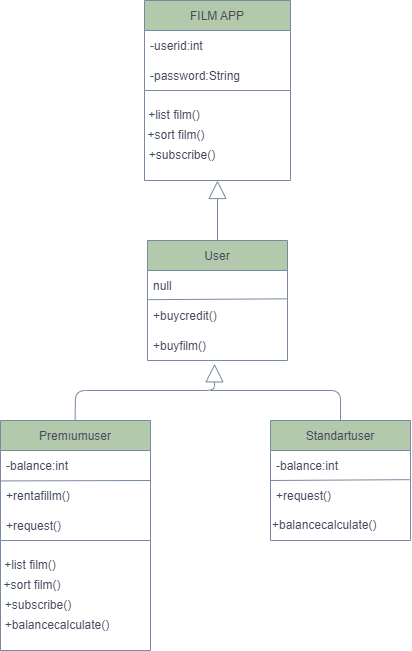 FILM APP
-userid:int
-password:String
+list film()
+sort film()
+subscribe()
User
null
+buycredit()
+buyfilm()
Premiumuser
-balance:int
+rentafillm()
+request()
+list film()
+sort film()
+subscribe()
+balancecalculate()
Standartuser
-balance:int
+request()
+balancecalculate()